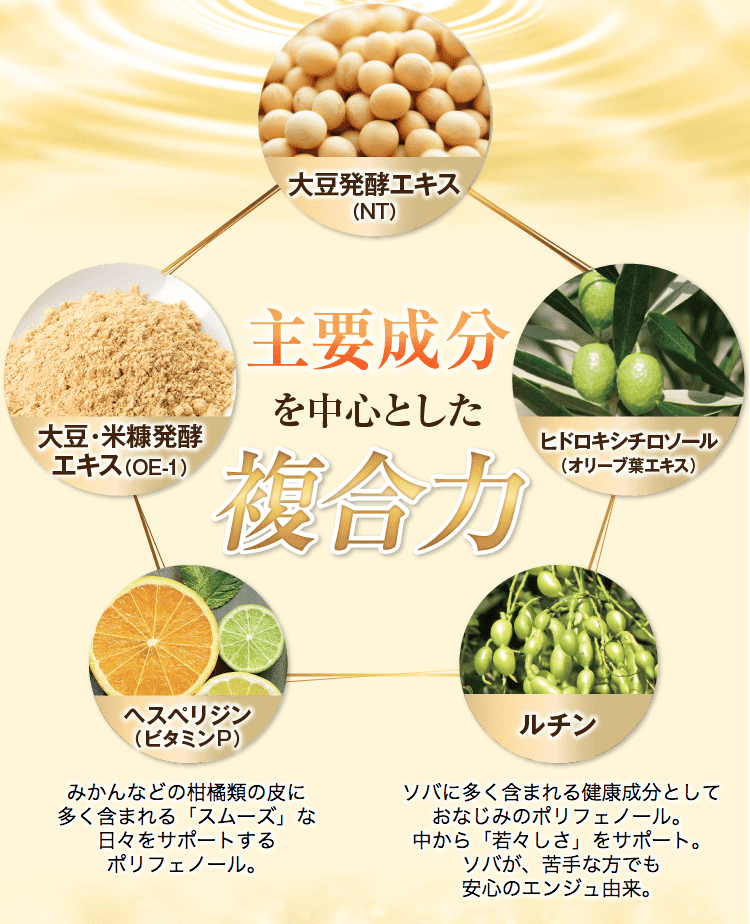 大豆発酵エキス
(NT)
主要成分
を中心とした
複合力
大豆・米糠発酵
エキス(OE-1)
ヒドロキシチロソール
(オリーブ葉エキス)
ヘスペリジン
(ビタミンP)
ルチン
みかんなどの柑橘類の皮に
多く含まれる「スムーズ」な
日々をサポートする
ポリフェノール。
ソバに多く含まれる健康成分として
おなじみのポリフェノール。
中から「若々しさ」をサポート。
ソバが、苦手な方でも
安心のエンジュ由来。